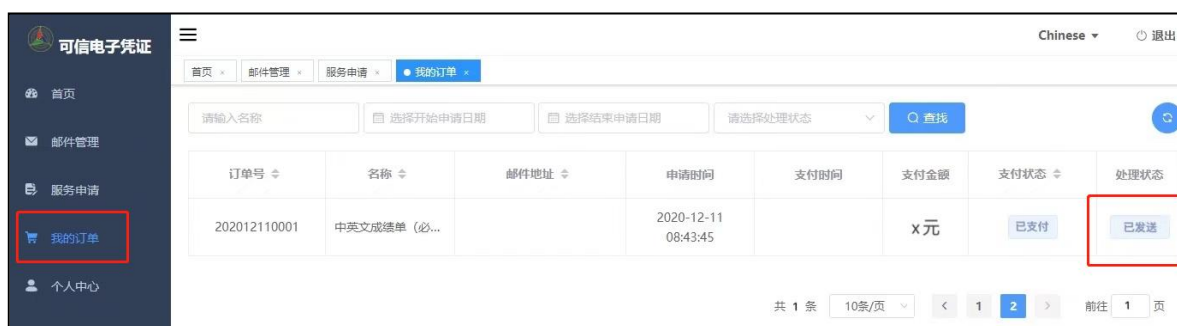 可信电子凭证
Chinese 退出
首页 × 邮件管理 × 服务申请 × 我的订单 ×
首页
请输入名称 选择开始申请日期 选择结束申请日期 请选择处理状态 查找
邮件管理
订单号 名称 邮件地址 申请时间 支付时间 支付金额 支付状态 处理状态
服务申请
202012110001 中英文成绩单（必... 2020-12-11 x元 已支付 已发送
08:43:45
我的订单
个人中心
共 1 条 10条/页 < 1 2 > 前往 1 页